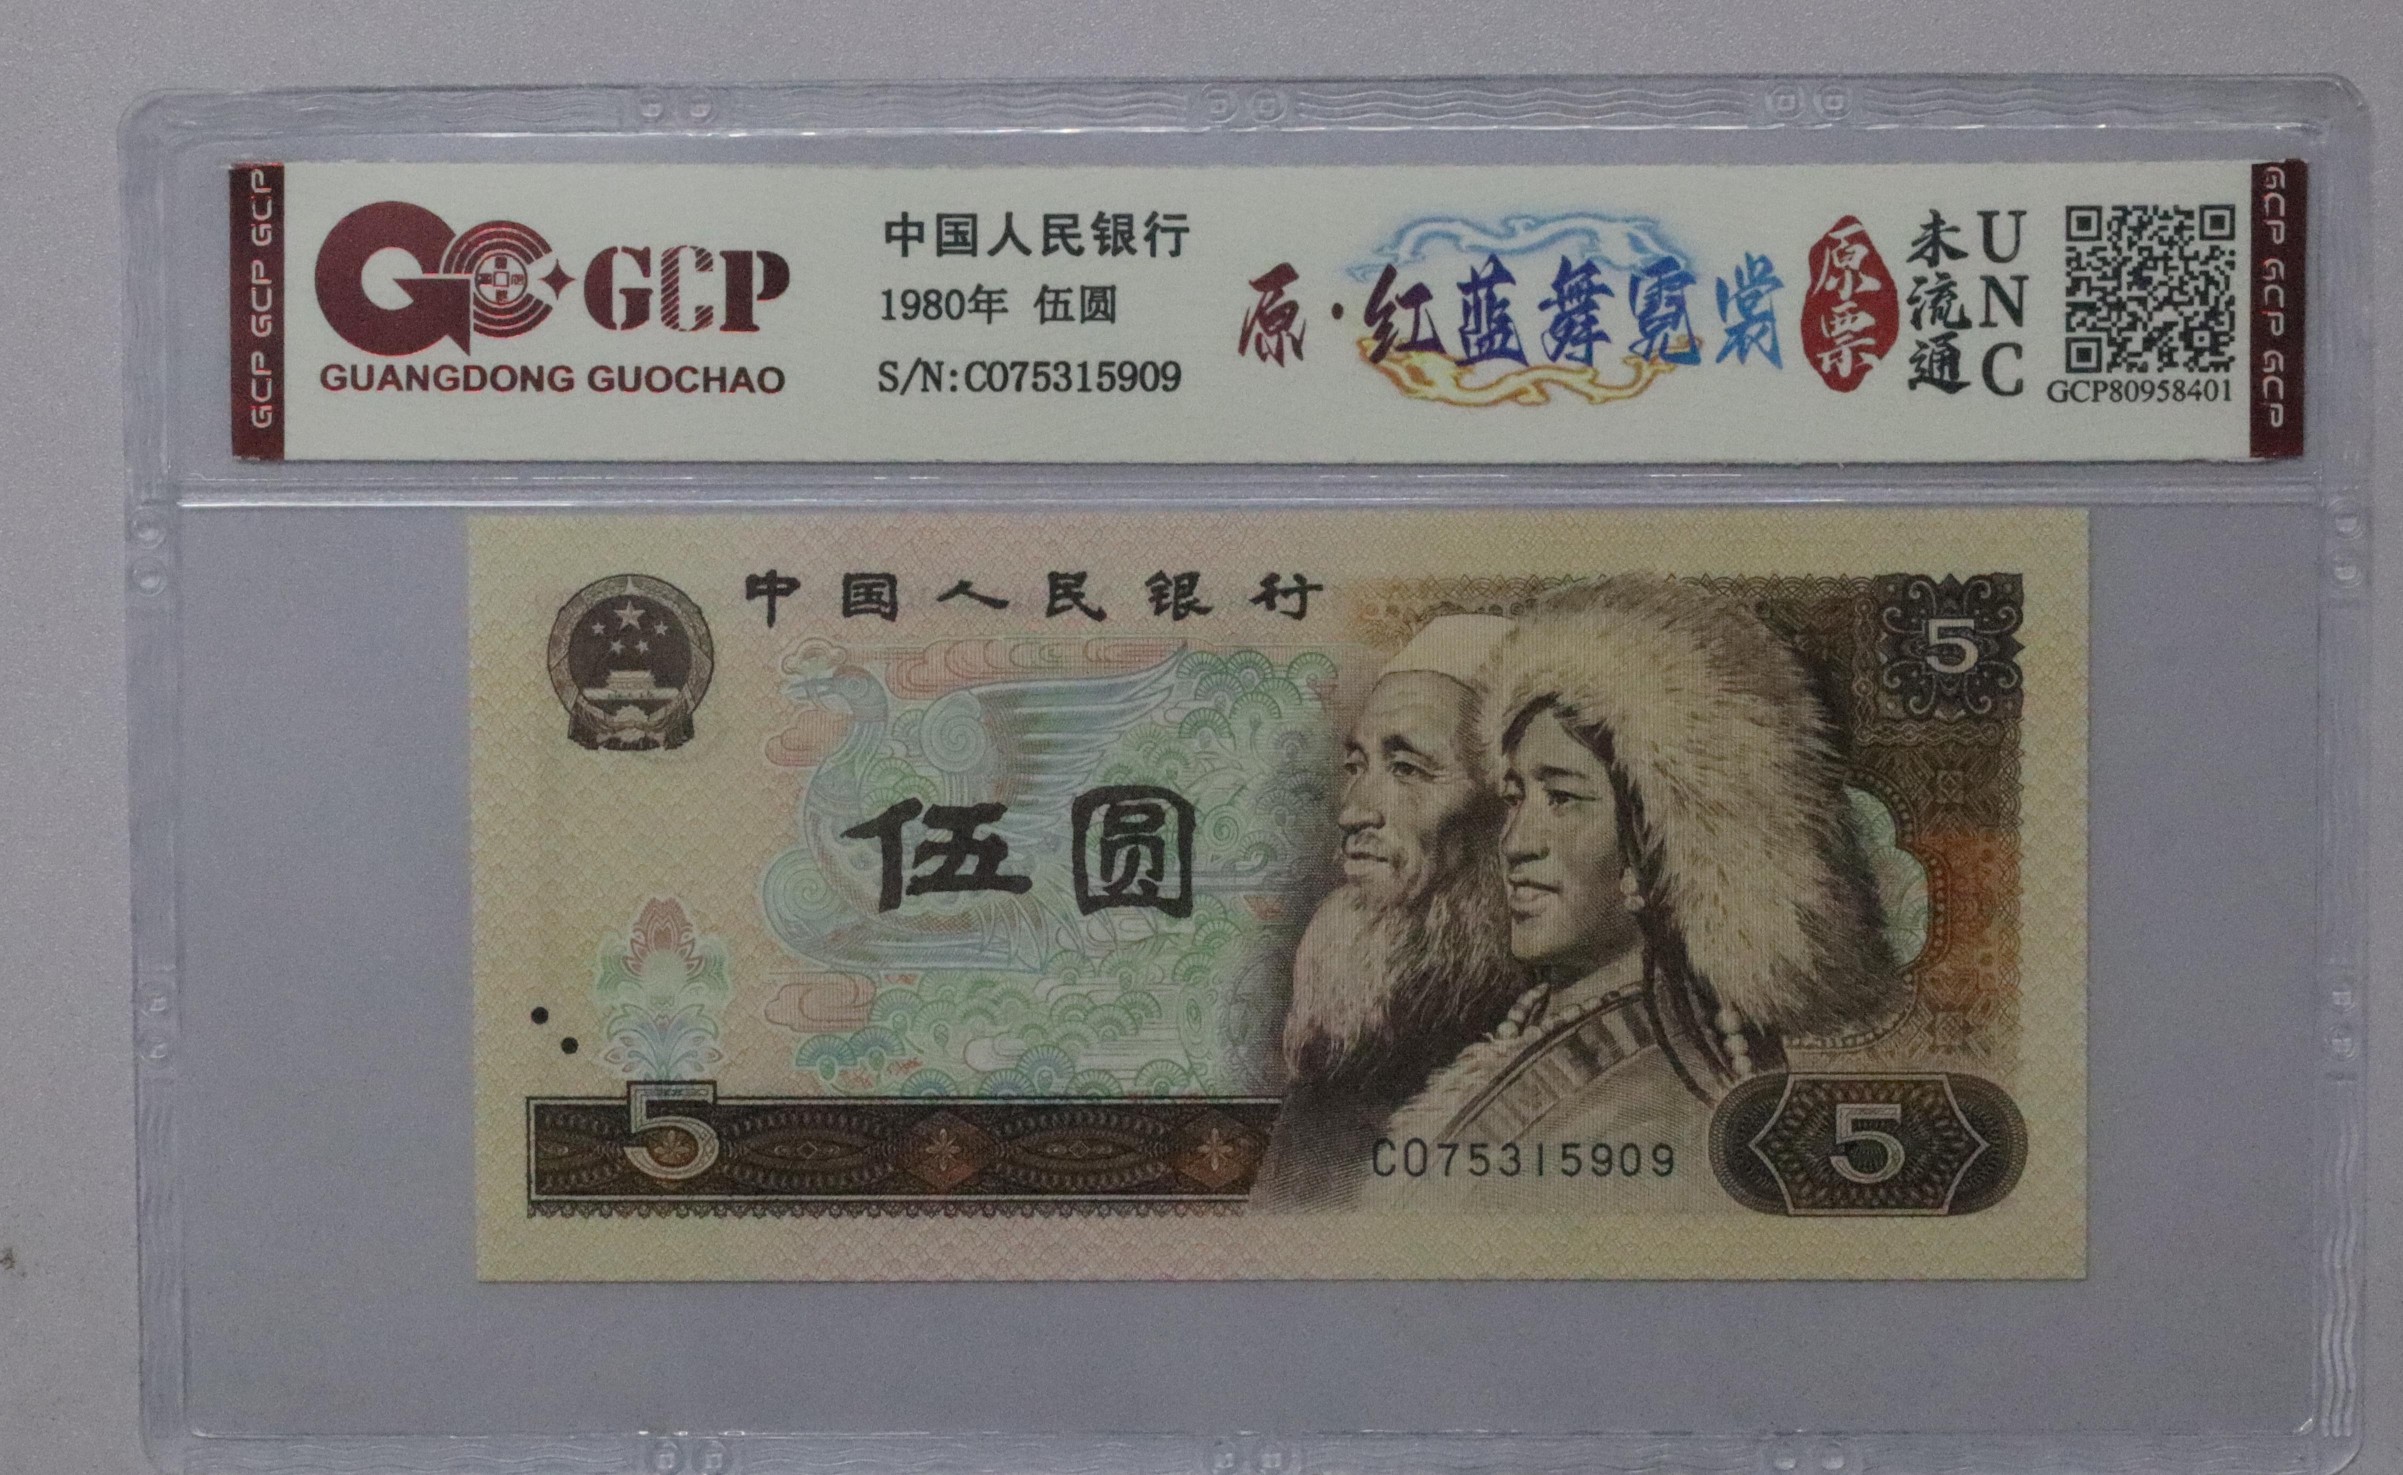 GCP GCP GCP
GCP
GUANGDONG GUOCHAO
中国人民银行
1980年 伍圆
S/N:CO75315909
原·红蓝舞霓裳
原票
未流通
UNC
GCP80958401
GCP GCP GCP
中国人民银行
5
伍圆
5
CO75315909
5